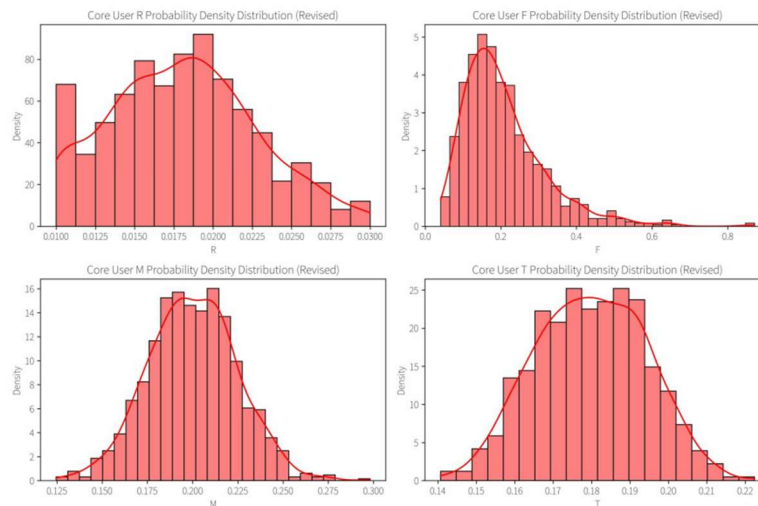 Core User R Probability Density Distribution (Revised)
Density
80
60
40
20
0
0.0100 0.0125 0.0150 0.0175 0.0200 0.0225 0.0250 0.0275 0.0300
R
Core User F Probability Density Distribution (Revised)
Density
5
4
3
2
1
0
0.0 0.2 0.4 0.6 0.8
F
Core User M Probability Density Distribution (Revised)
Density
16
14
12
10
8
6
4
2
0
0.125 0.150 0.175 0.200 0.225 0.250 0.275 0.300
M
Core User T Probability Density Distribution (Revised)
Density
25
20
15
10
5
0
0.14 0.15 0.16 0.17 0.18 0.19 0.20 0.21 0.22
T